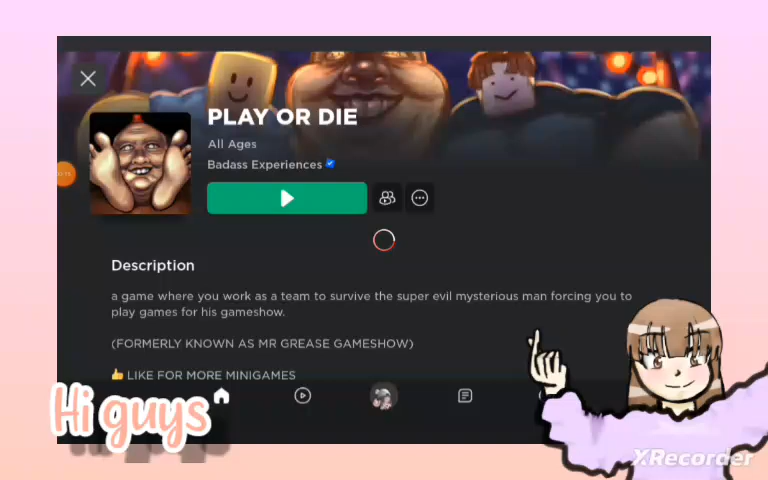 PLAY OR DIE
All Ages
Badass Experiences
Description
a game where you work as a team to survive the super evil mysterious man forcing you to
play games for his gameshow.
(FORMERLY KNOWN AS MR GREASE GAMESHOW)
👍 LIKE FOR MORE MINIGAMES
Hi guys
XRecorder